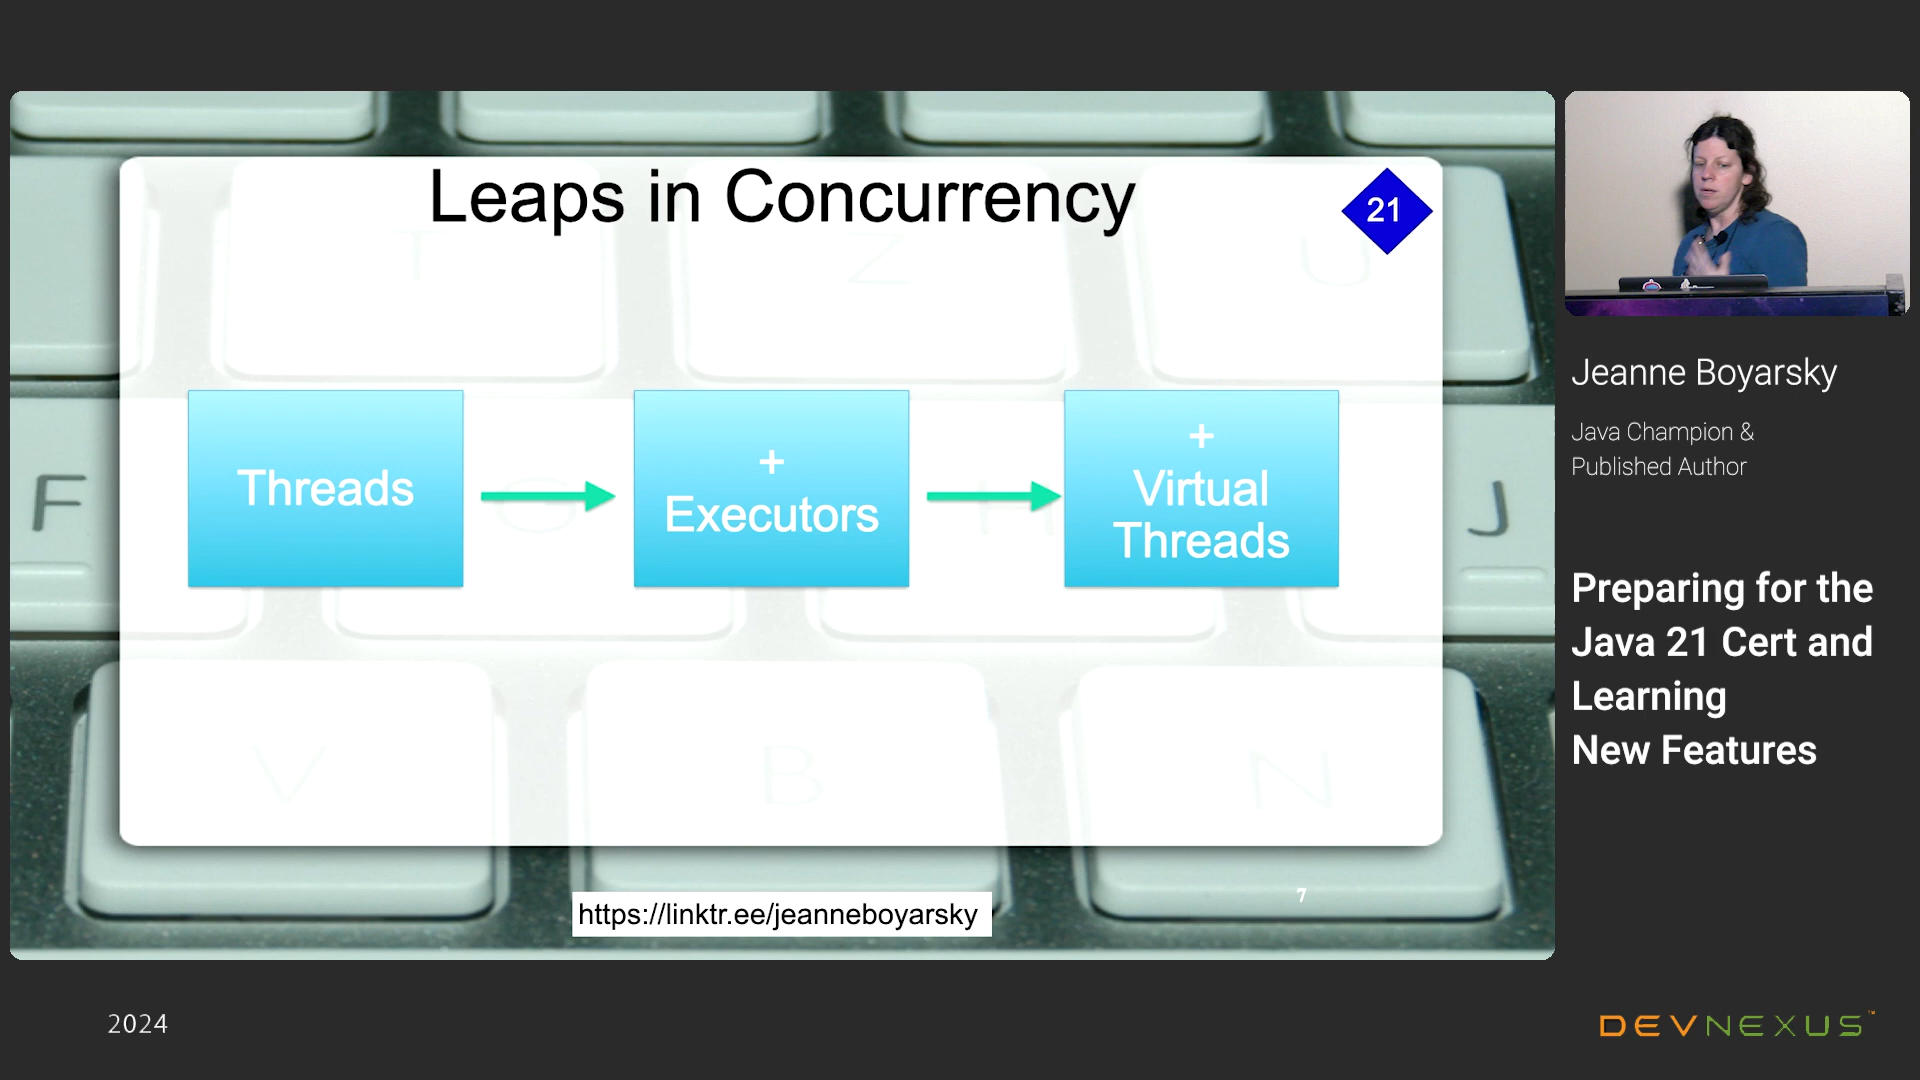 Leaps in Concurrency
21
Threads
+
Executors
+
Virtual
Threads
T
Z
U
F
G
H
J
V
B
N
7
https://linktr.ee/jeanneboyarsky
Jeanne Boyarsky
Java Champion &
Published Author
Preparing for the
Java 21 Cert and
Learning
New Features
2024
DEVNEXUS™